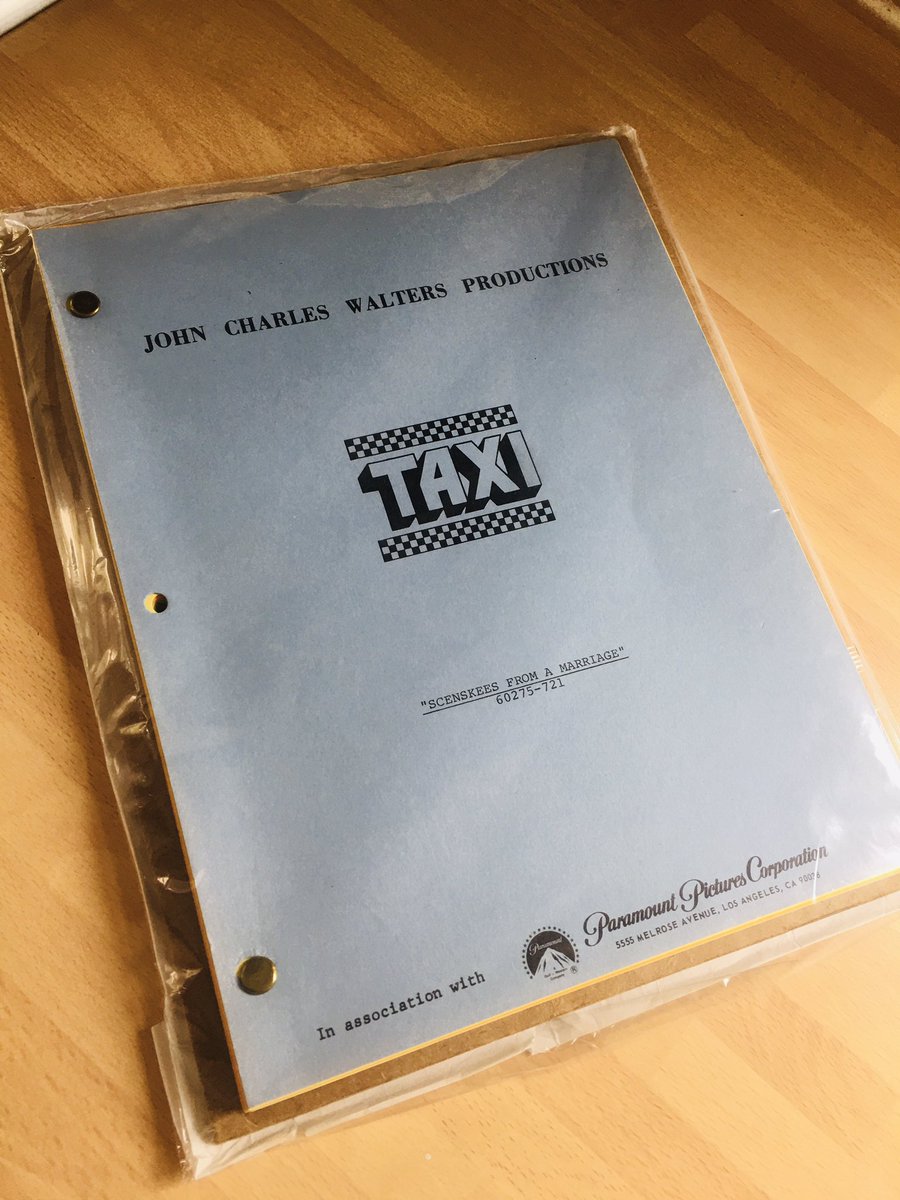 JOHN CHARLES WALTERS PRODUCTIONS
TAXI
"SCENSKEES FROM A MARRIAGE"
60275-721
In association with
Paramount
®
Paramount Pictures Corporation
5555 MELROSE AVENUE, LOS ANGELES, CA 90038